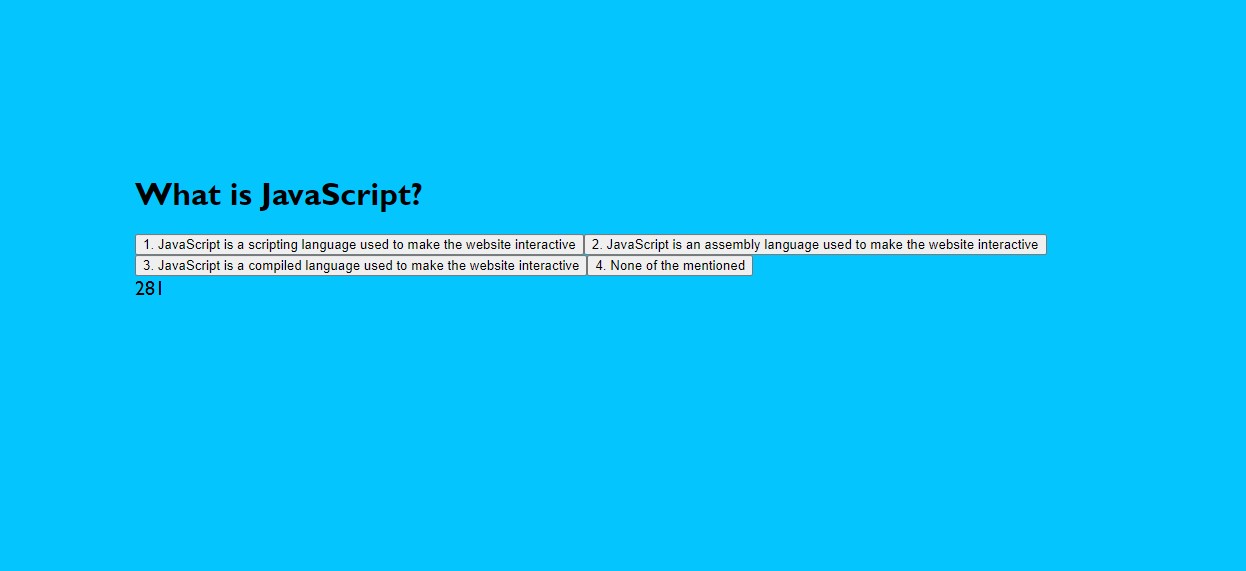 What is JavaScript?
1. JavaScript is a scripting language used to make the website interactive 2. JavaScript is an assembly language used to make the website interactive
3. JavaScript is a compiled language used to make the website interactive 4. None of the mentioned
281